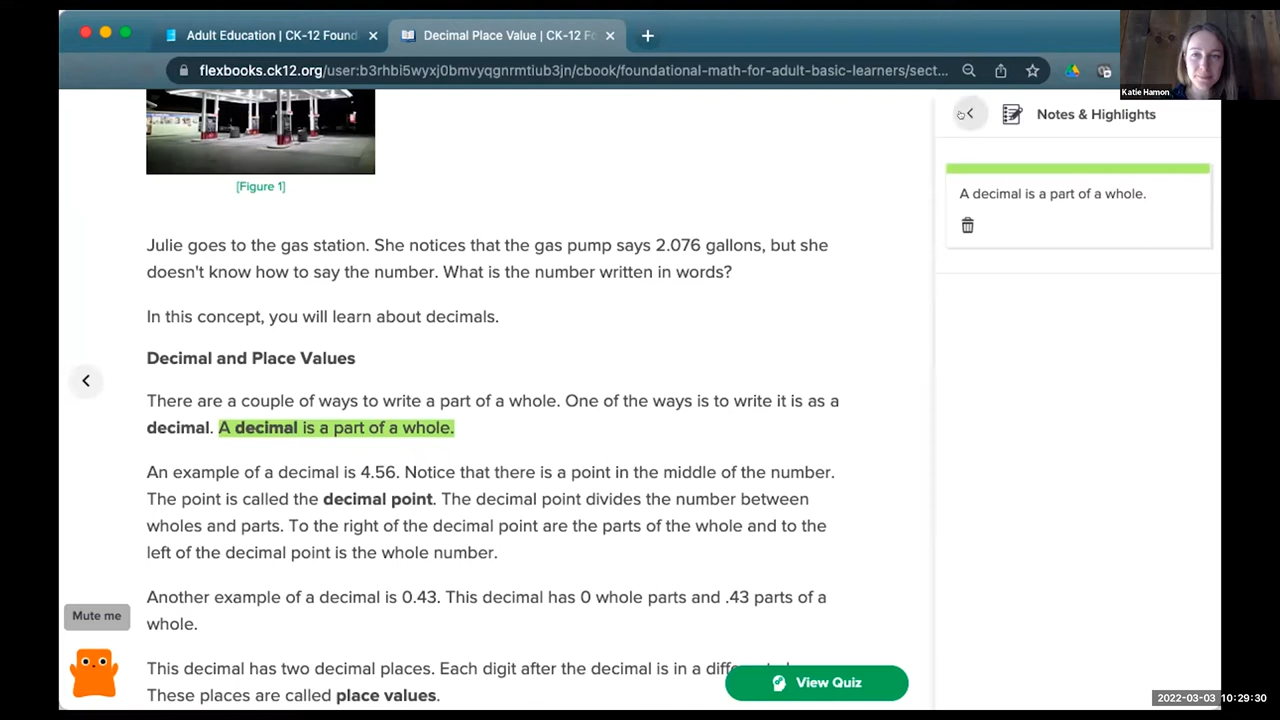 Adult Education | CK-12 Found
Decimal Place Value | CK-12 Fo
flexbooks.ck12.org/user:b3rhbi5wyxj0bmvyqgnrmtiub3jn/cbook/foundational-math-for-adult-basic-learners/sect...
Katie Hamon
Notes & Highlights
A decimal is a part of a whole.
[Figure 1]
Julie goes to the gas station. She notices that the gas pump says 2.076 gallons, but she
doesn't know how to say the number. What is the number written in words?
In this concept, you will learn about decimals.
Decimal and Place Values
There are a couple of ways to write a part of a whole. One of the ways is to write it is as a
decimal. A decimal is a part of a whole.
An example of a decimal is 4.56. Notice that there is a point in the middle of the number.
The point is called the decimal point. The decimal point divides the number between
wholes and parts. To the right of the decimal point are the parts of the whole and to the
left of the decimal point is the whole number.
Another example of a decimal is 0.43. This decimal has 0 whole parts and .43 parts of a
whole.
Mute me
This decimal has two decimal places. Each digit after the decimal is in a
These places are called place values.
View Quiz
2022-03-03 10:29:30